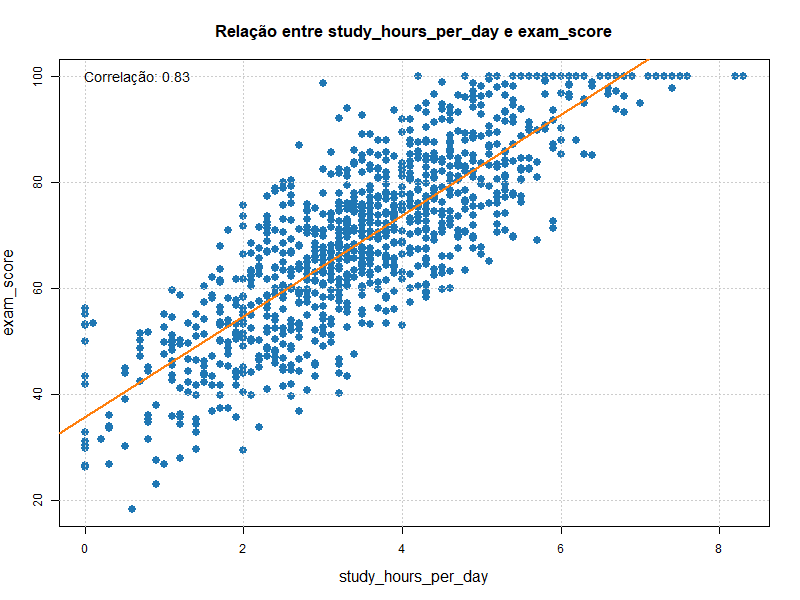 Relação entre study_hours_per_day e exam_score
Correlação: 0.83
exam_score
100
80
60
40
20
0 2 4 6 8
study_hours_per_day